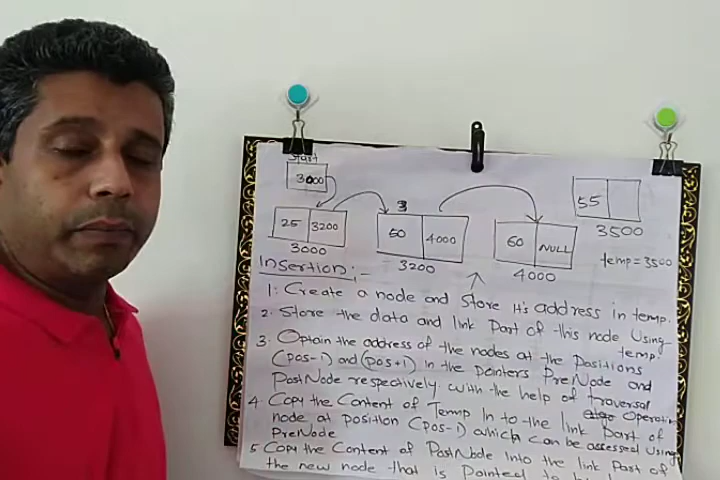 Start
3000
3
25 3200
50 4000
60 NULL
55
3000
3200
4000
3500
temp=3500
Insertion:-
1. Create a node and Store it's address in temp.
2. Store the data and link Part of this node Using temp.
3. Optain the address of the nodes at the Positions
(pos-1) and (pos+1) in the pointers PreNode and
PostNode respectively with the help of traversal
Operation
4. Copy the Content of Temp In to the link Part of
node at position (pos-1) which can be assessed Using
PreNode
5 Copy the Content of PostNode into the link Part of
the new node that is pointed to